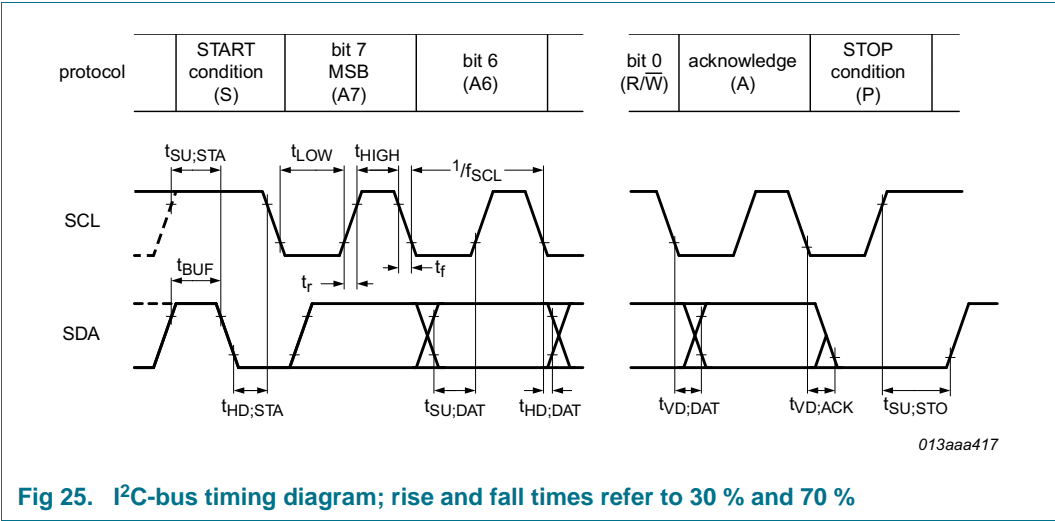 protocol
START
condition
(S)
bit 7
MSB
(A7)
bit 6
(A6)
bit 0
(R/W̅)
acknowledge
(A)
STOP
condition
(P)
tSU;STA
tLOW
tHIGH
1/fSCL
SCL
tBUF
tr
tf
SDA
tHD;STA
tSU;DAT
tHD;DAT
tVD;DAT
tVD;ACK
tSU;STO
013aaa417
Fig 25. I²C-bus timing diagram; rise and fall times refer to 30 % and 70 %